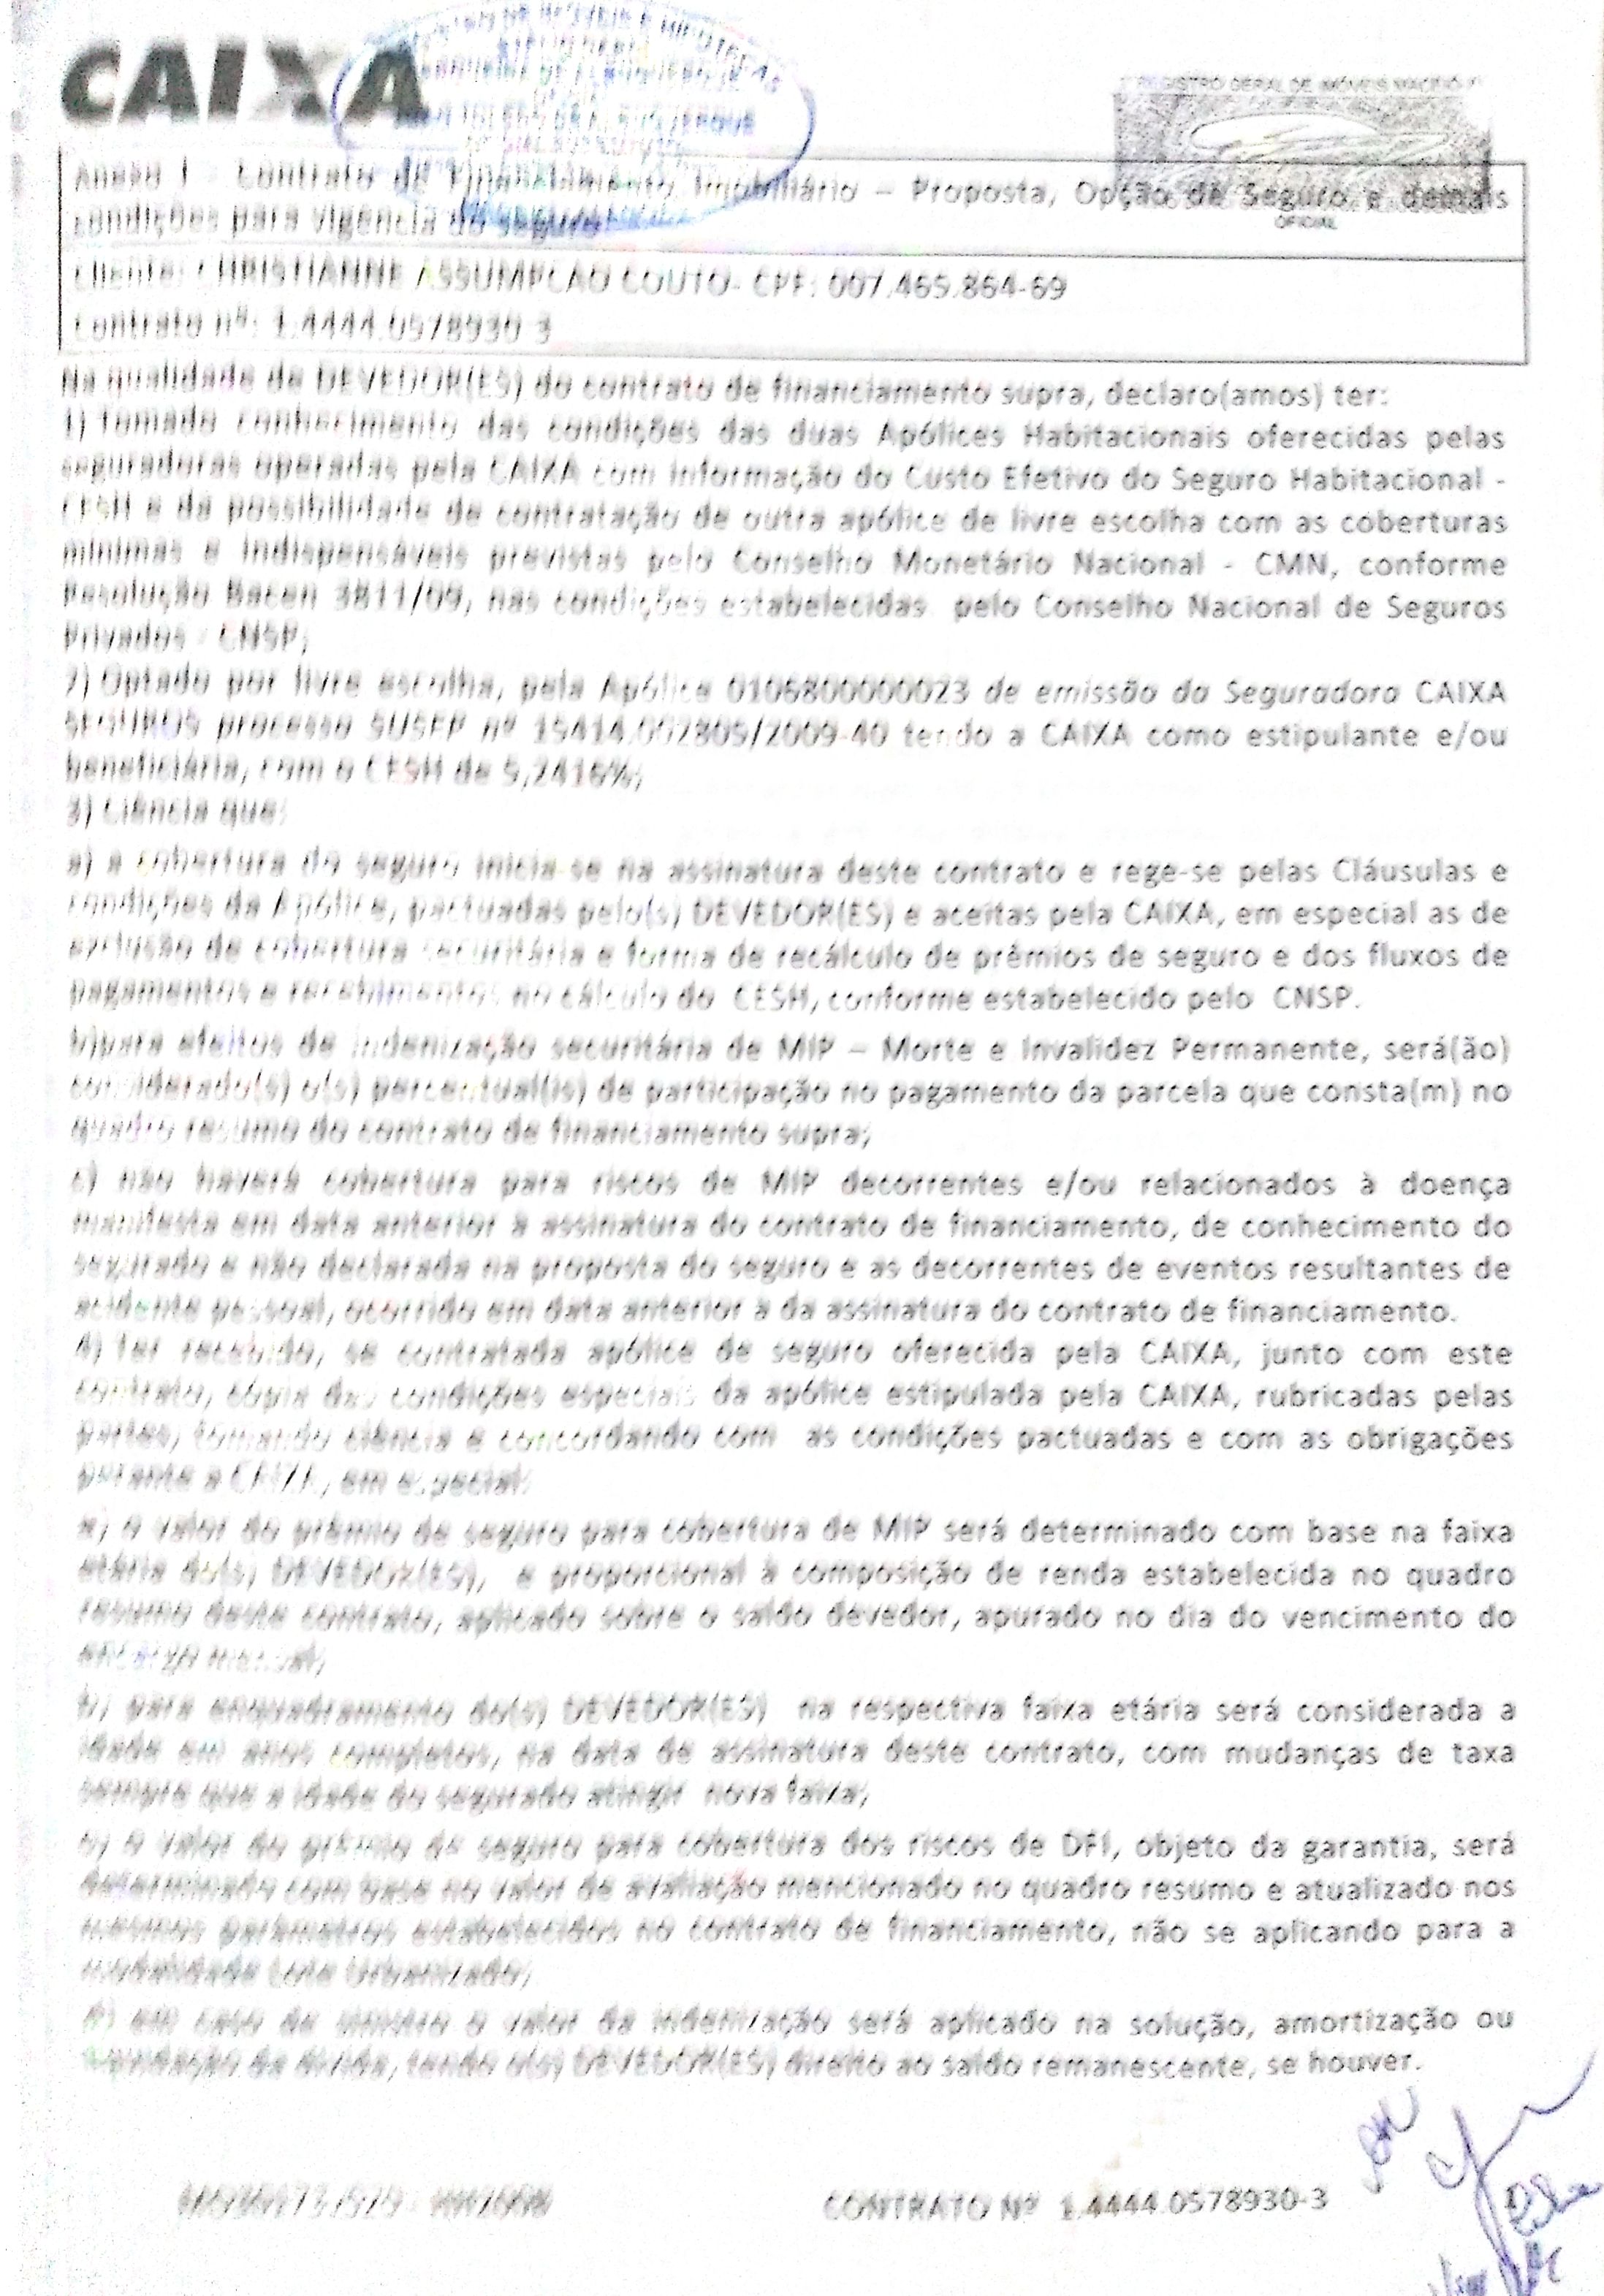 CAIXA
REGISTRO GERAL DE IMÓVEIS MACEIÓ
Anexo I - Contrato de Financiamento Imobiliário – Proposta, Opção de Seguro e demais
condições para vigência do seguro
OFICIAL
Cliente: CHRISTIANNE ASSUMPCAO COUTO- CPF: 007.465.864-69
Contrato nº: 1.4444.0578930-3
Na qualidade de DEVEDOR(ES) do contrato de financiamento supra, declaro(amos) ter:
1) Tomado conhecimento das condições das duas Apólices Habitacionais oferecidas pelas
seguradoras operadas pela CAIXA com informação do Custo Efetivo do Seguro Habitacional -
CESH e da possibilidade de contratação de outra apólice de livre escolha com as coberturas
mínimas e indispensáveis previstas pelo Conselho Monetário Nacional - CMN, conforme
Resolução Bacen 3811/09, nas condições estabelecidas pelo Conselho Nacional de Seguros
Privados - CNSP;
2) Optado por livre escolha, pela Apólice 0106800000023 de emissão da Seguradora CAIXA
SEGUROS processo SUSEP nº 15414.002805/2009-40 tendo a CAIXA como estipulante e/ou
beneficiária, com o CESH de 5,2416%;
3) Ciência que:
a) a cobertura do seguro inicia-se na assinatura deste contrato e rege-se pelas Cláusulas e
condições da Apólice, pactuadas pelo(s) DEVEDOR(ES) e aceitas pela CAIXA, em especial as de
exclusão de cobertura securitária e forma de recálculo de prêmios de seguro e dos fluxos de
pagamentos e recebimentos no cálculo do CESH, conforme estabelecido pelo CNSP.
b)para efeitos de indenização securitária de MIP – Morte e Invalidez Permanente, será(ão)
considerado(s) o(s) percentual(is) de participação no pagamento da parcela que consta(m) no
quadro resumo do contrato de financiamento supra;
c) não haverá cobertura para riscos de MIP decorrentes e/ou relacionados à doença
manifesta em data anterior à assinatura do contrato de financiamento, de conhecimento do
segurado e não declarada na proposta do seguro e as decorrentes de eventos resultantes de
acidente pessoal, ocorrido em data anterior à da assinatura do contrato de financiamento.
4) Ter recebido, se contratada apólice de seguro oferecida pela CAIXA, junto com este
contrato, cópia das condições especiais da apólice estipulada pela CAIXA, rubricadas pelas
partes, tomando ciência e concordando com as condições pactuadas e com as obrigações
perante a CAIXA, em especial:
a) o valor do prêmio de seguro para cobertura de MIP será determinado com base na faixa
etária do(s) DEVEDOR(ES), e proporcional à composição de renda estabelecida no quadro
resumo deste contrato, aplicado sobre o saldo devedor, apurado no dia do vencimento do
encargo mensal;
b) para enquadramento do(s) DEVEDOR(ES) na respectiva faixa etária será considerada a
idade em anos completos, na data de assinatura deste contrato, com mudanças de taxa
sempre que a idade do segurado atingir nova faixa;
c) o valor do prêmio de seguro para cobertura dos riscos de DFI, objeto da garantia, será
determinado com base no valor de avaliação mencionado no quadro resumo e atualizado nos
mesmos parâmetros estabelecidos no contrato de financiamento, não se aplicando para a
modalidade Lote Urbanizado;
d) em caso de sinistro o valor da indenização será aplicado na solução, amortização ou
liquidação da dívida, tendo o(s) DEVEDOR(ES) direito ao saldo remanescente, se houver.
CONTRATO Nº 1.4444.0578930-3